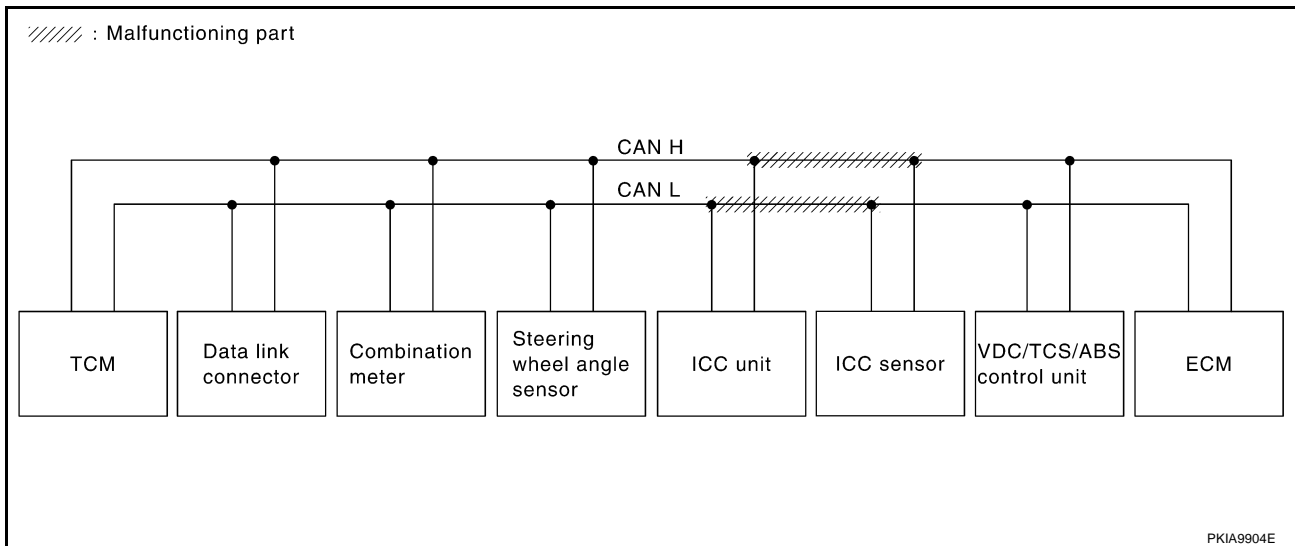 : Malfunctioning part
CAN H
CAN L
TCM
Data link
connector
Combination
meter
Steering
wheel angle
sensor
ICC unit
ICC sensor
VDC/TCS/ABS
control unit
ECM
PKIA9904E